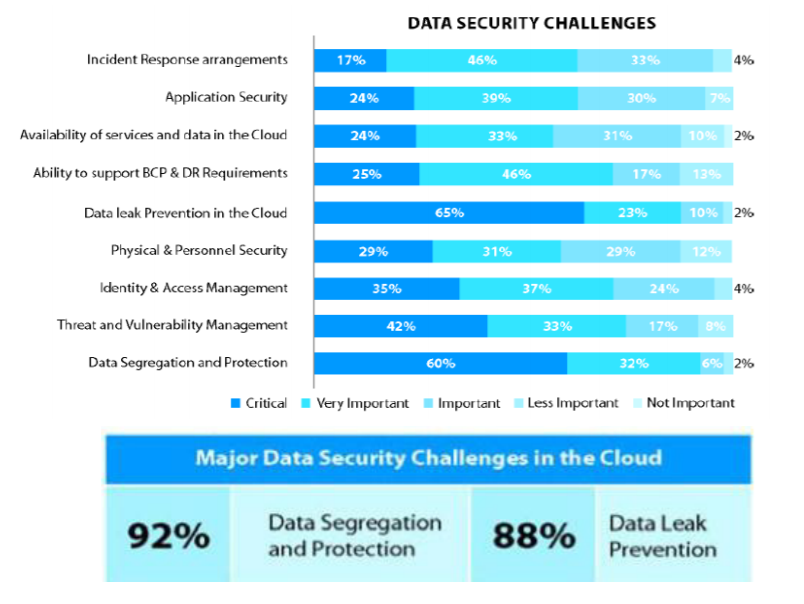 DATA SECURITY CHALLENGES
Incident Response arrangements 17% 46% 33% 4%
Application Security 24% 39% 30% 7%
Availability of services and data in the Cloud 24% 33% 31% 10% 2%
Ability to support BCP & DR Requirements 25% 46% 17% 13%
Data leak Prevention in the Cloud 65% 23% 10% 2%
Physical & Personnel Security 29% 31% 29% 12%
Identity & Access Management 35% 37% 24% 4%
Threat and Vulnerability Management 42% 33% 17% 8%
Data Segregation and Protection 60% 32% 6% 2%
Critical Very Important Important Less Important Not Important
Major Data Security Challenges in the Cloud
92% Data Segregation
and Protection
88% Data Leak
Prevention